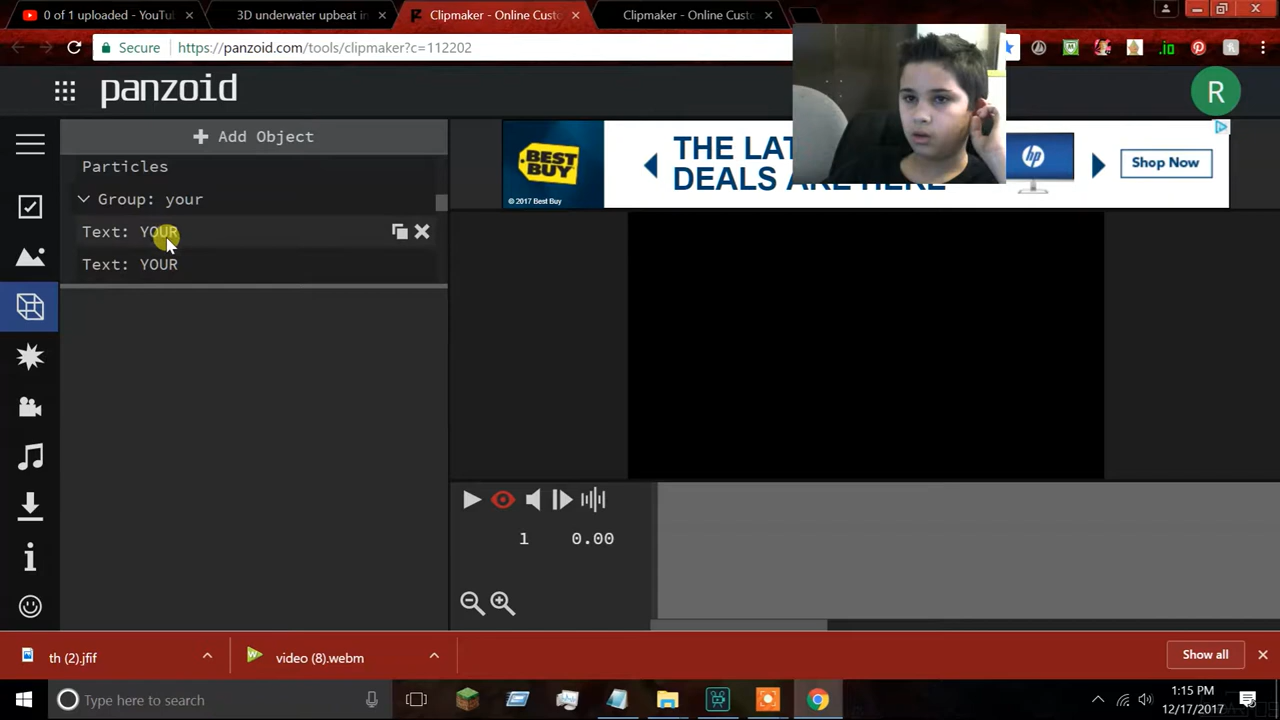 0 of 1 uploaded - YouTu
3D underwater upbeat in
Clipmaker - Online Custo
Clipmaker - Online Custo
Secure
https://panzoid.com/tools/clipmaker?c=112202
.io
panzoid
R
+ Add Object
Particles
Group: your
Text: YOUR
Text: YOUR
BEST BUY
© 2017 Best Buy
THE LAT
DEALS ARE HERE
hp
Shop Now
1 0.00
th (2).jfif
video (8).webm
Show all
Type here to search
1:15 PM
12/17/2017